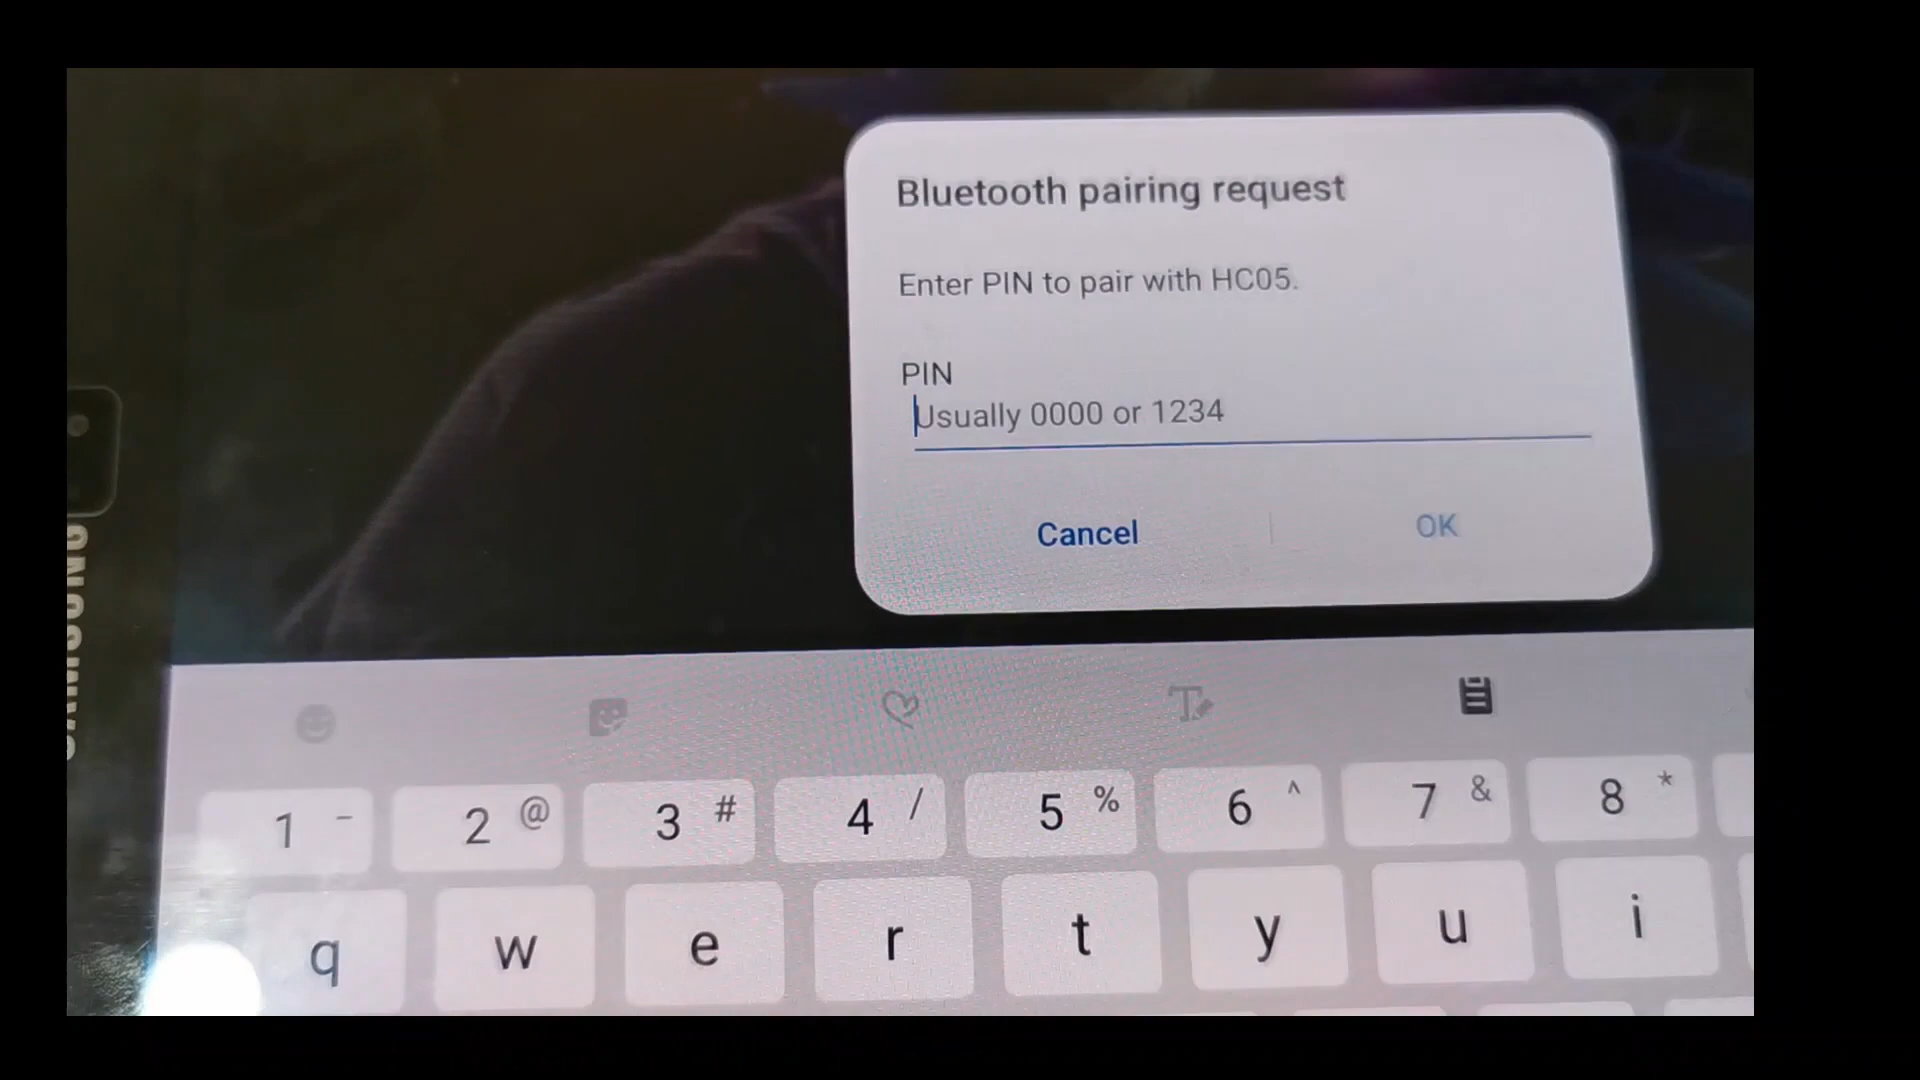 Bluetooth pairing request
Enter PIN to pair with HC05.
PIN
Usually 0000 or 1234
Cancel
OK
SAMSUNG
1 - 2 @ 3 # 4 / 5 % 6 ^ 7 & 8 *
q w e r t y u i